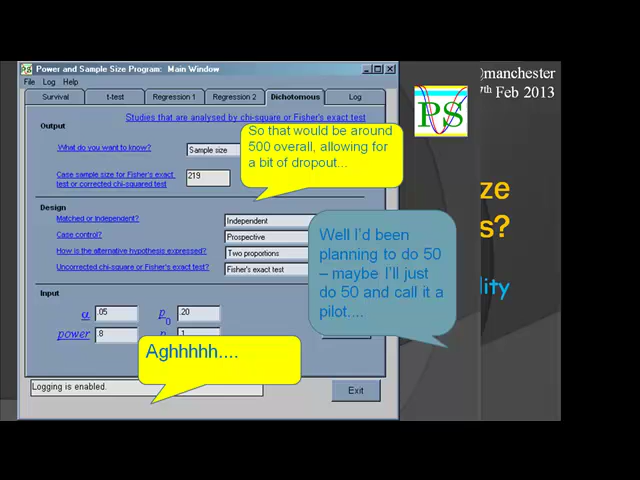 Power and Sample Size Program: Main Window
File Log Help
Survival t-test Regression 1 Regression 2 Dichotomous Log
Studies that are analysed by chi-square or Fisher's exact test
Output
What do you want to know? Sample size
Case sample size for Fisher's exact
test or corrected chi-squared test 219
Design
Matched or Independent? Independent
Case control? Prospective
How is the alternative hypothesis expressed? Two proportions
Uncorrected chi-square or Fisher's exact test? Fisher's exact test
Input
α .05 p0 .20
power .8 .1
Logging is enabled.
Exit
So that would be around
500 overall, allowing for
a bit of dropout...
Well I'd been
planning to do 50
– maybe I'll just
do 50 and call it a
pilot....
Aghhhhh....
PS
@manchester
7th Feb 2013
ze
s?
lity